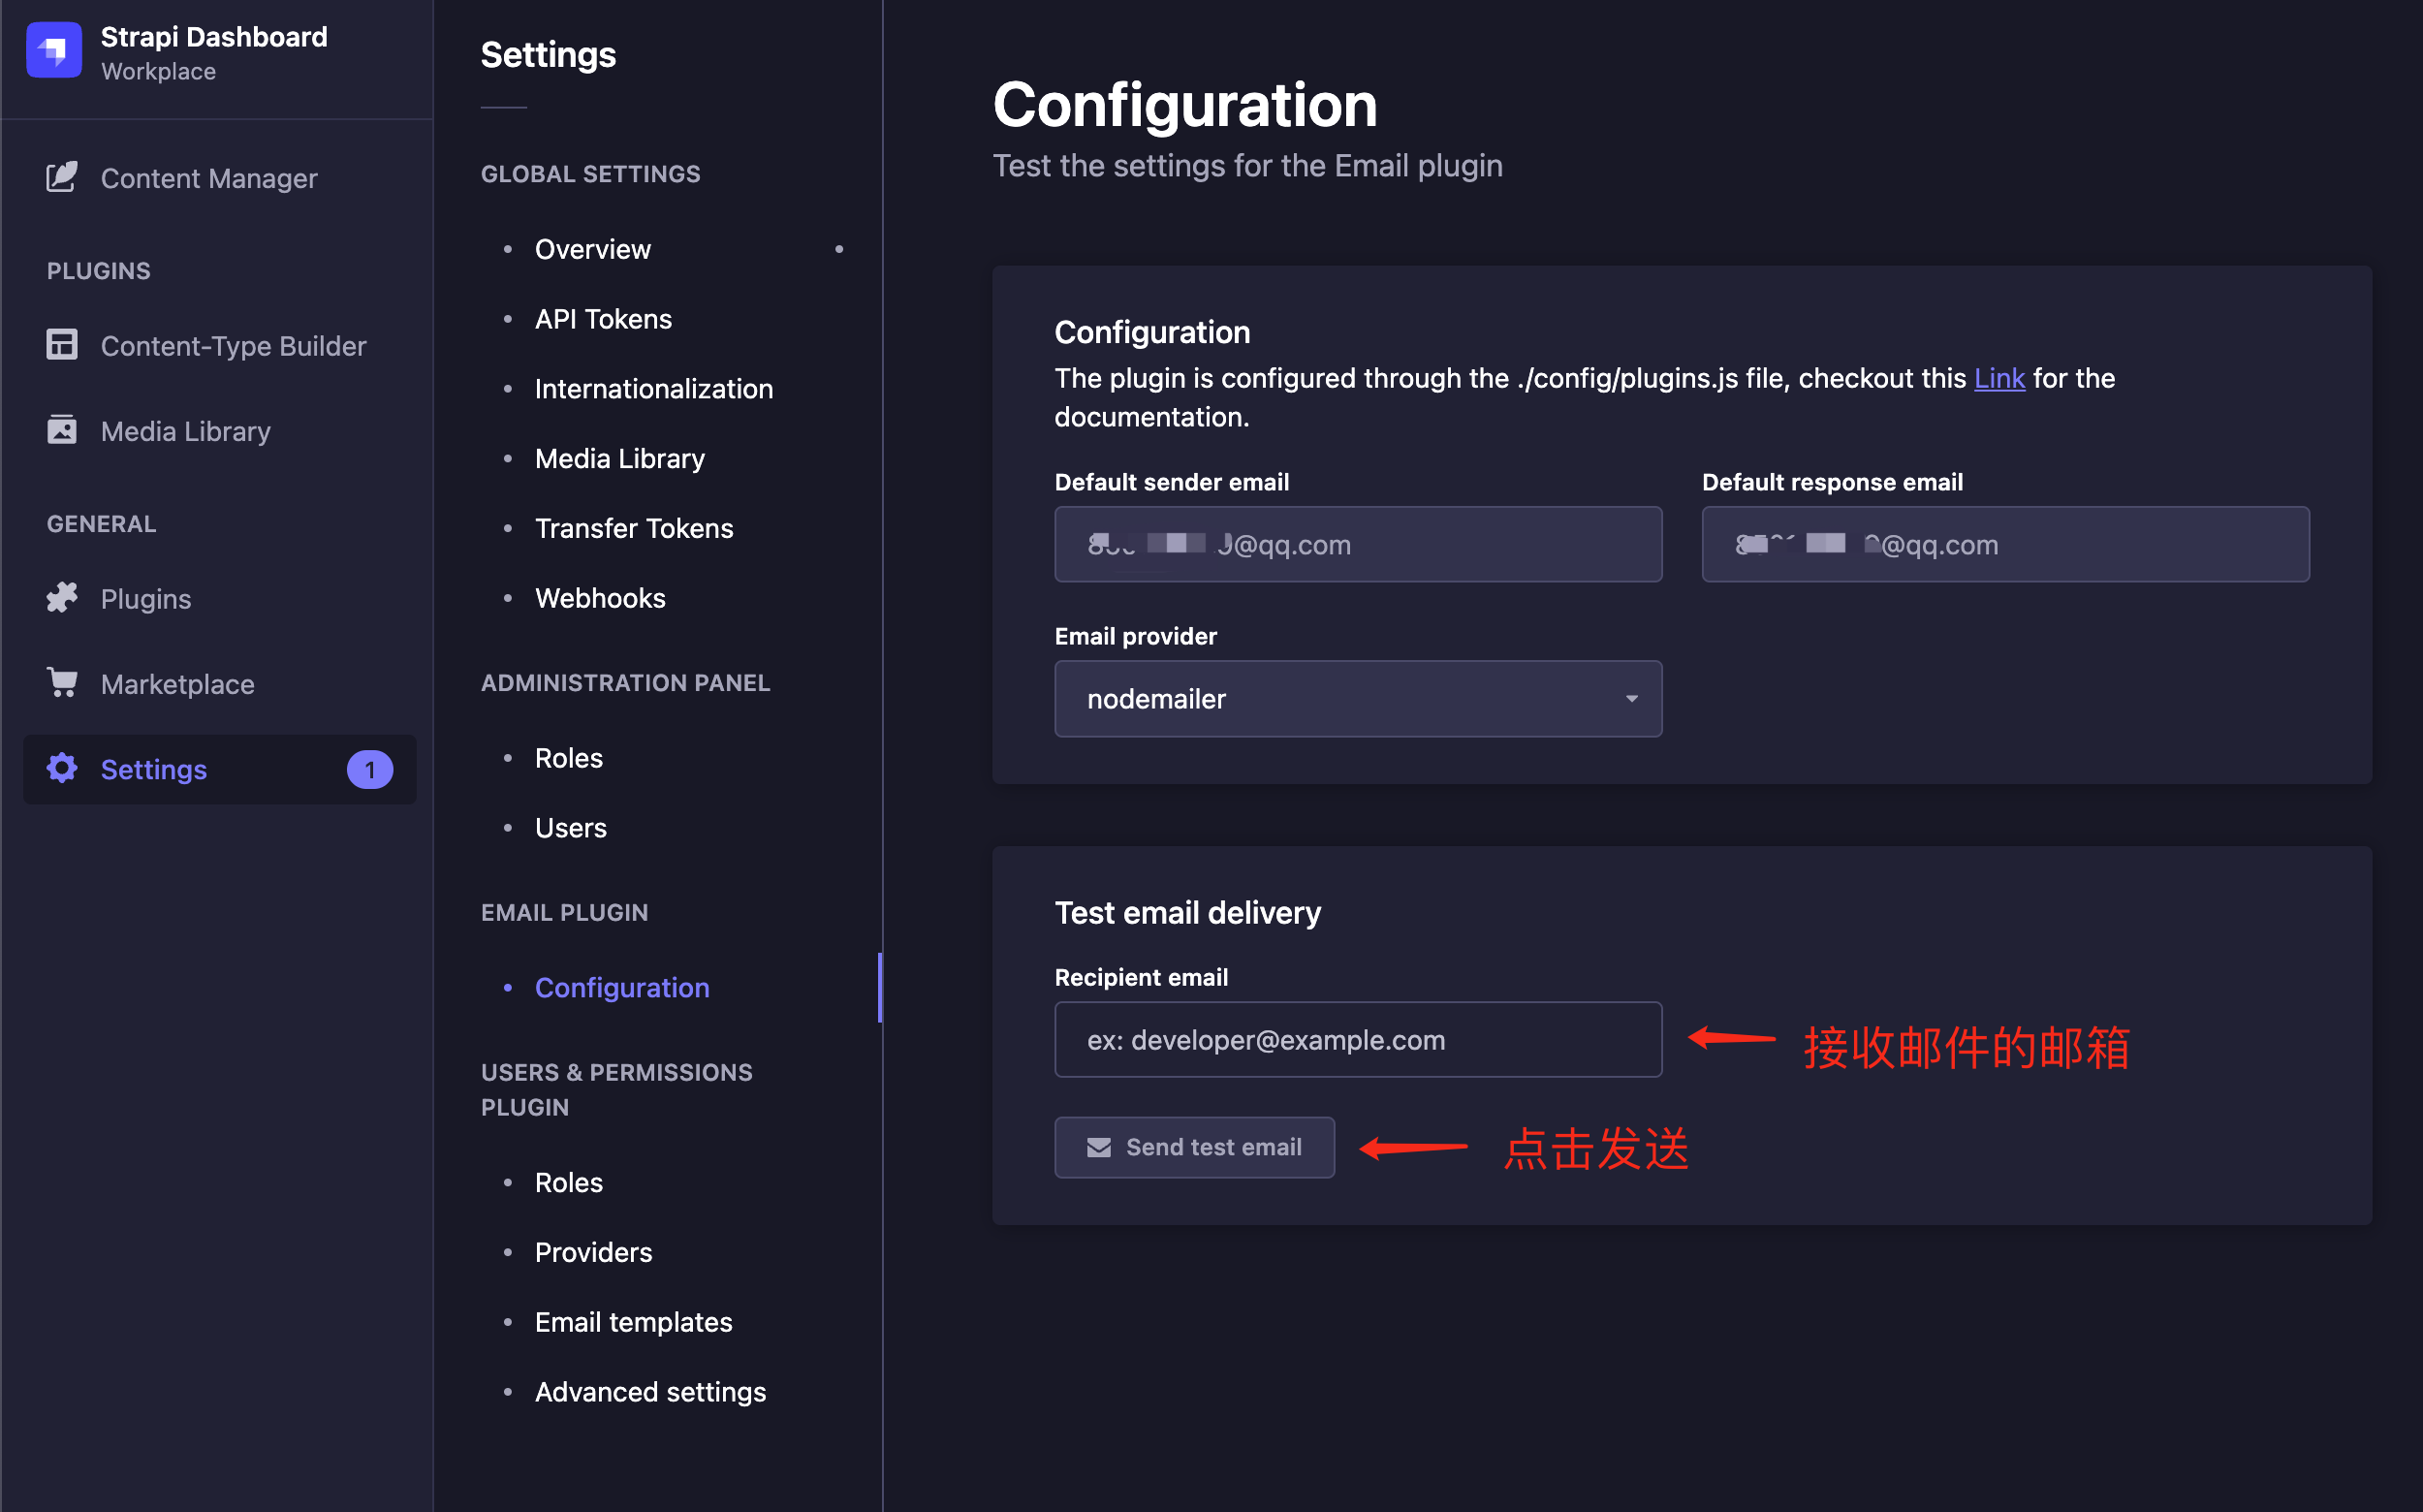 Strapi Dashboard
Workplace
Content Manager
PLUGINS
Content-Type Builder
Media Library
GENERAL
Plugins
Marketplace
Settings
1
Settings
GLOBAL SETTINGS
Overview
API Tokens
Internationalization
Media Library
Transfer Tokens
Webhooks
ADMINISTRATION PANEL
Roles
Users
EMAIL PLUGIN
Configuration
USERS & PERMISSIONS
PLUGIN
Roles
Providers
Email templates
Advanced settings
Configuration
Test the settings for the Email plugin
Configuration
The plugin is configured through the ./config/plugins.js file, checkout this Link for the
documentation.
Default sender email
@qq.com
Default response email
@qq.com
Email provider
nodemailer
Test email delivery
Recipient email
ex: developer@example.com
接收邮件的邮箱
Send test email
点击发送